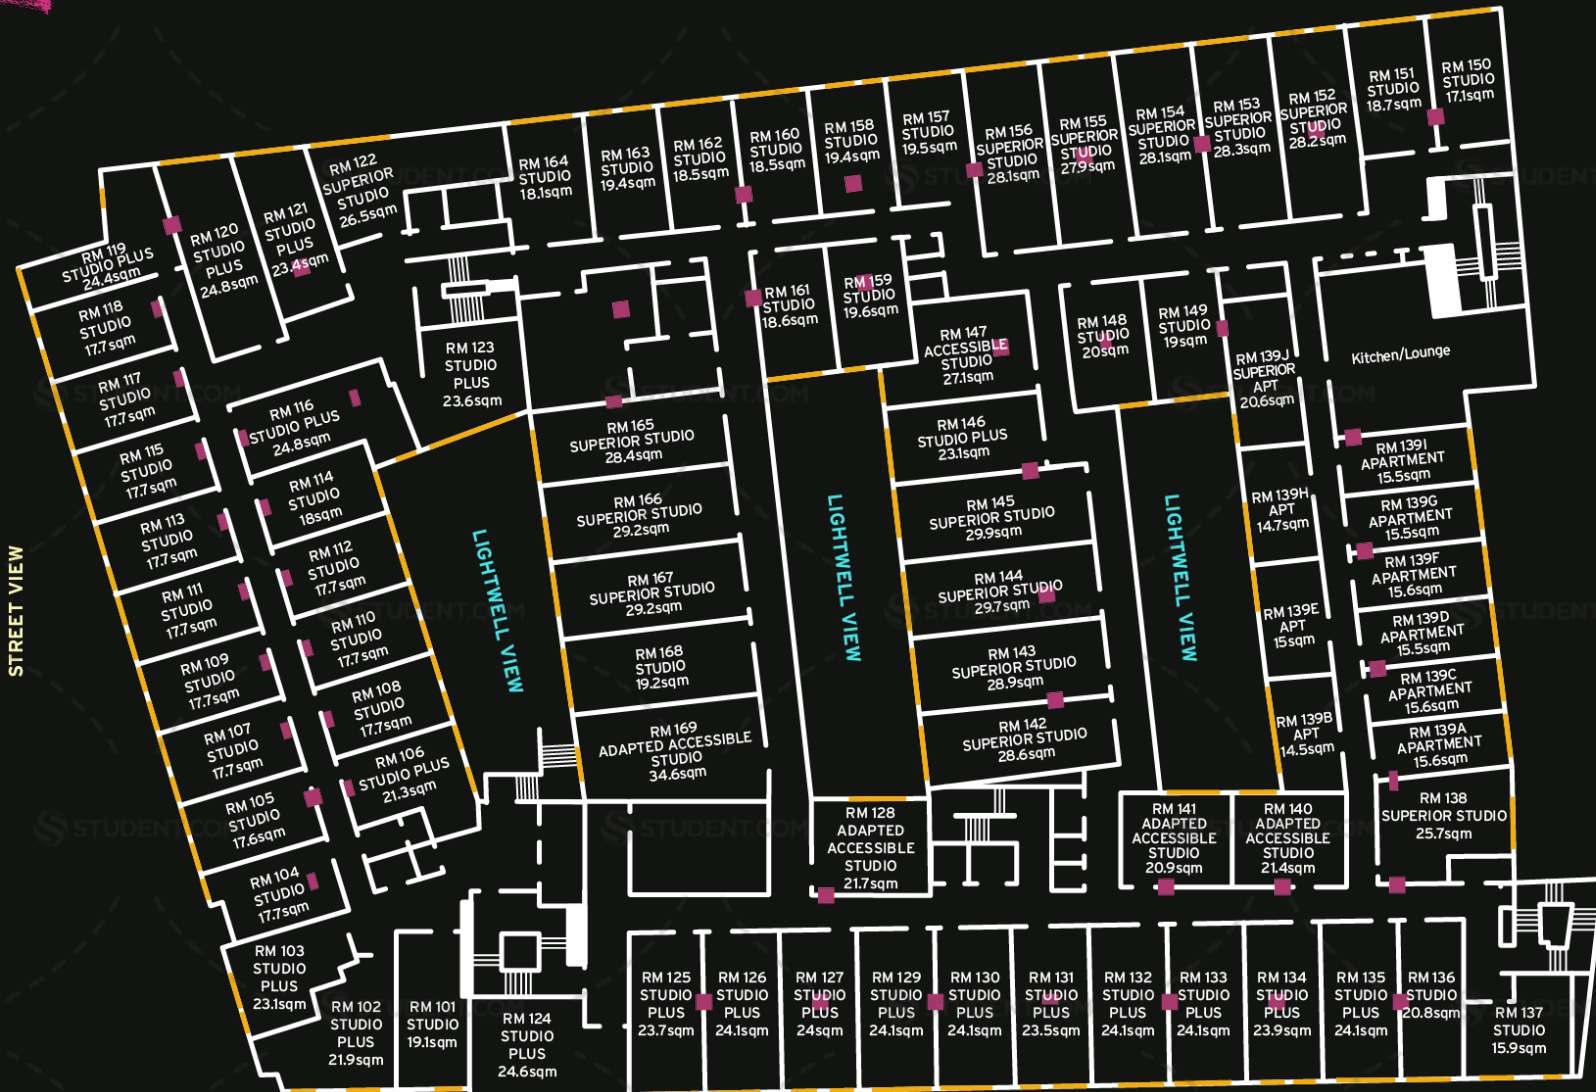 RM 150
STUDIO
17.1sqm
RM 151
STUDIO
18.7sqm
RM 152
SUPERIOR
STUDIO
28.2sqm
RM 153
SUPERIOR
STUDIO
28.3sqm
RM 154
SUPERIOR
STUDIO
28.1sqm
RM 155
SUPERIOR
STUDIO
27.9sqm
RM 156
SUPERIOR
STUDIO
28.1sqm
RM 157
STUDIO
19.5sqm
RM 158
STUDIO
19.4sqm
RM 160
STUDIO
18.5sqm
RM 162
STUDIO
18.5sqm
RM 163
STUDIO
19.4sqm
RM 164
STUDIO
18.1sqm
RM 122
SUPERIOR
STUDIO
26.5sqm
RM 121
STUDIO
PLUS
23.4sqm
RM 120
STUDIO
PLUS
24.8sqm
RM 119
STUDIO PLUS
24.4sqm
RM 118
STUDIO
17.7sqm
RM 117
STUDIO
17.7sqm
RM 115
STUDIO
17.7sqm
RM 113
STUDIO
17.7sqm
RM 111
STUDIO
17.7sqm
RM 109
STUDIO
17.7sqm
RM 107
STUDIO
17.7sqm
RM 105
STUDIO
17.6sqm
RM 104
STUDIO
17.7sqm
RM 103
STUDIO
PLUS
23.1sqm
RM 102
STUDIO
PLUS
21.9sqm
RM 101
STUDIO
19.1sqm
RM 116
STUDIO PLUS
24.8sqm
RM 114
STUDIO
18sqm
RM 112
STUDIO
17.7sqm
RM 110
STUDIO
17.7sqm
RM 108
STUDIO
17.7sqm
RM 106
STUDIO PLUS
21.3sqm
RM 123
STUDIO
PLUS
23.6sqm
STREET VIEW
LIGHTWELL VIEW
RM 165
SUPERIOR STUDIO
28.4sqm
RM 166
SUPERIOR STUDIO
29.2sqm
RM 167
SUPERIOR STUDIO
29.2sqm
RM 168
STUDIO
19.2sqm
RM 169
ADAPTED ACCESSIBLE
STUDIO
34.6sqm
RM 161
STUDIO
18.6sqm
RM 159
STUDIO
19.6sqm
LIGHTWELL VIEW
RM 147
ACCESSIBLE
STUDIO
27.1sqm
RM 146
STUDIO PLUS
23.1sqm
RM 145
SUPERIOR STUDIO
29.9sqm
RM 144
SUPERIOR STUDIO
29.7sqm
RM 143
SUPERIOR STUDIO
28.9sqm
RM 142
SUPERIOR STUDIO
28.6sqm
RM 148
STUDIO
20sqm
RM 149
STUDIO
19sqm
LIGHTWELL VIEW
RM 139J
SUPERIOR
APT
20.6sqm
RM 139H
APT
14.7sqm
RM 139E
APT
15sqm
RM 139B
APT
14.5sqm
Kitchen/Lounge
RM 139I
APARTMENT
15.5sqm
RM 139G
APARTMENT
15.5sqm
RM 139F
APARTMENT
15.6sqm
RM 139D
APARTMENT
15.5sqm
RM 139C
APARTMENT
15.6sqm
RM 139A
APARTMENT
15.6sqm
RM 138
SUPERIOR STUDIO
25.7sqm
RM 128
ADAPTED
ACCESSIBLE
STUDIO
21.7sqm
RM 141
ADAPTED
ACCESSIBLE
STUDIO
20.9sqm
RM 140
ADAPTED
ACCESSIBLE
STUDIO
21.4sqm
RM 124
STUDIO
PLUS
24.6sqm
RM 125
STUDIO
PLUS
23.7sqm
RM 126
STUDIO
PLUS
24.1sqm
RM 127
STUDIO
PLUS
24sqm
RM 129
STUDIO
PLUS
24.1sqm
RM 130
STUDIO
PLUS
24.1sqm
RM 131
STUDIO
PLUS
23.5sqm
RM 132
STUDIO
PLUS
24.1sqm
RM 133
STUDIO
PLUS
24.1sqm
RM 134
STUDIO
PLUS
23.9sqm
RM 135
STUDIO
PLUS
24.1sqm
RM 136
STUDIO
PLUS
20.8sqm
RM 137
STUDIO
15.9sqm